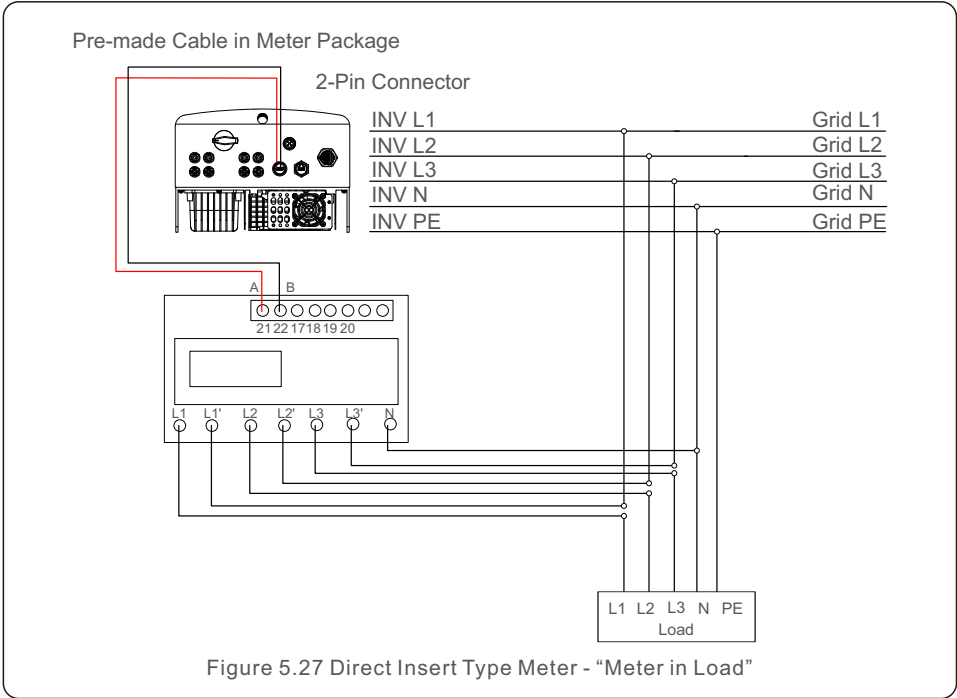 Pre-made Cable in Meter Package
2-Pin Connector
INV L1 Grid L1
INV L2 Grid L2
INV L3 Grid L3
INV N Grid N
INV PE Grid PE
A B
21 22 17 18 19 20
L1 L1' L2 L2' L3 L3' N
L1 L2 L3 N PE
Load
Figure 5.27 Direct Insert Type Meter - “Meter in Load”